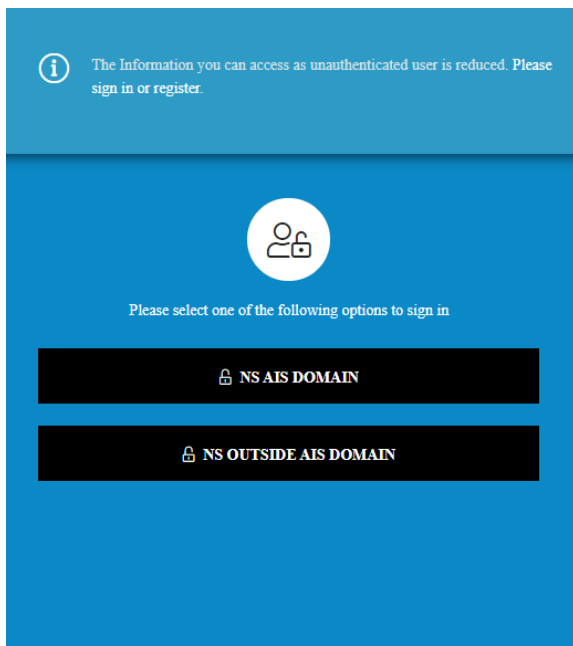 The Information you can access as unauthenticated user is reduced. Please
sign in or register.
Please select one of the following options to sign in
NS AIS DOMAIN
NS OUTSIDE AIS DOMAIN